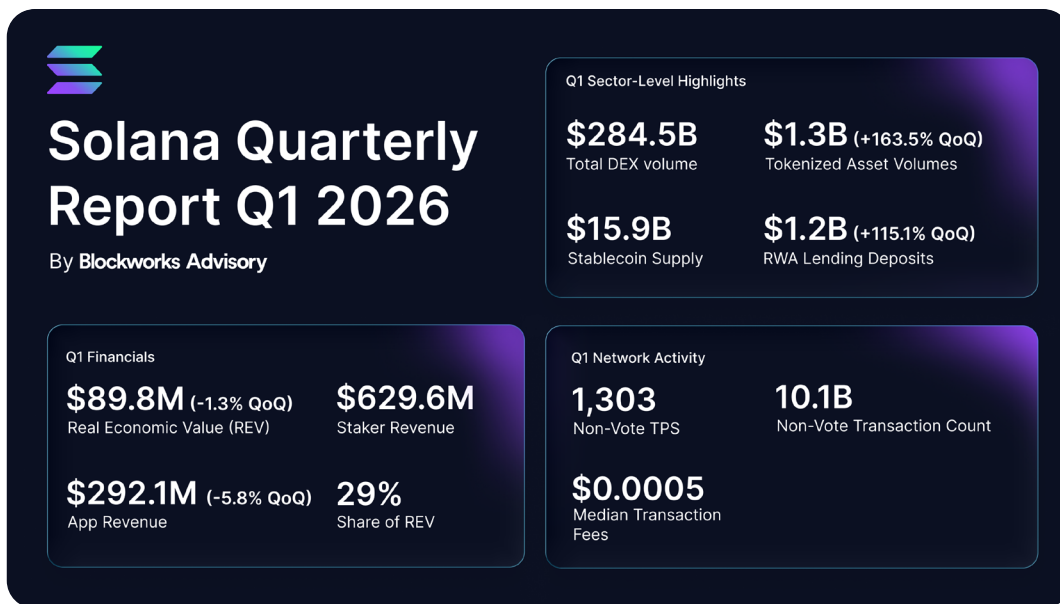 Solana Quarterly
Report Q1 2026
By Blockworks Advisory
Q1 Sector-Level Highlights
$284.5B
Total DEX volume
$1.3B (+163.5% QoQ)
Tokenized Asset Volumes
$15.9B
Stablecoin Supply
$1.2B (+115.1% QoQ)
RWA Lending Deposits
Q1 Financials
$89.8M (-1.3% QoQ)
Real Economic Value (REV)
$629.6M
Staker Revenue
$292.1M (-5.8% QoQ)
App Revenue
29%
Share of REV
Q1 Network Activity
1,303
Non-Vote TPS
10.1B
Non-Vote Transaction Count
$0.0005
Median Transaction
Fees